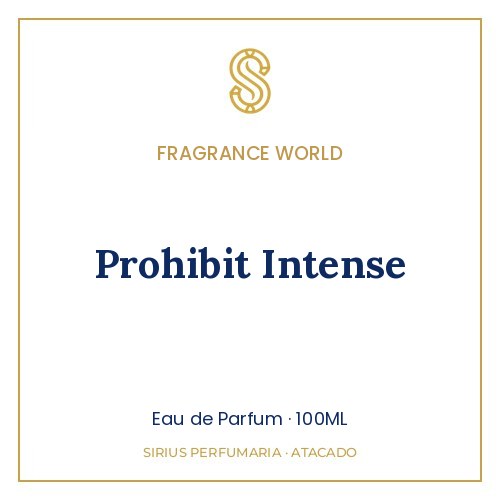 FRAGRANCE WORLD
Prohibit Intense
Eau de Parfum · 100ML
SIRIUS PERFUMARIA · ATACADO